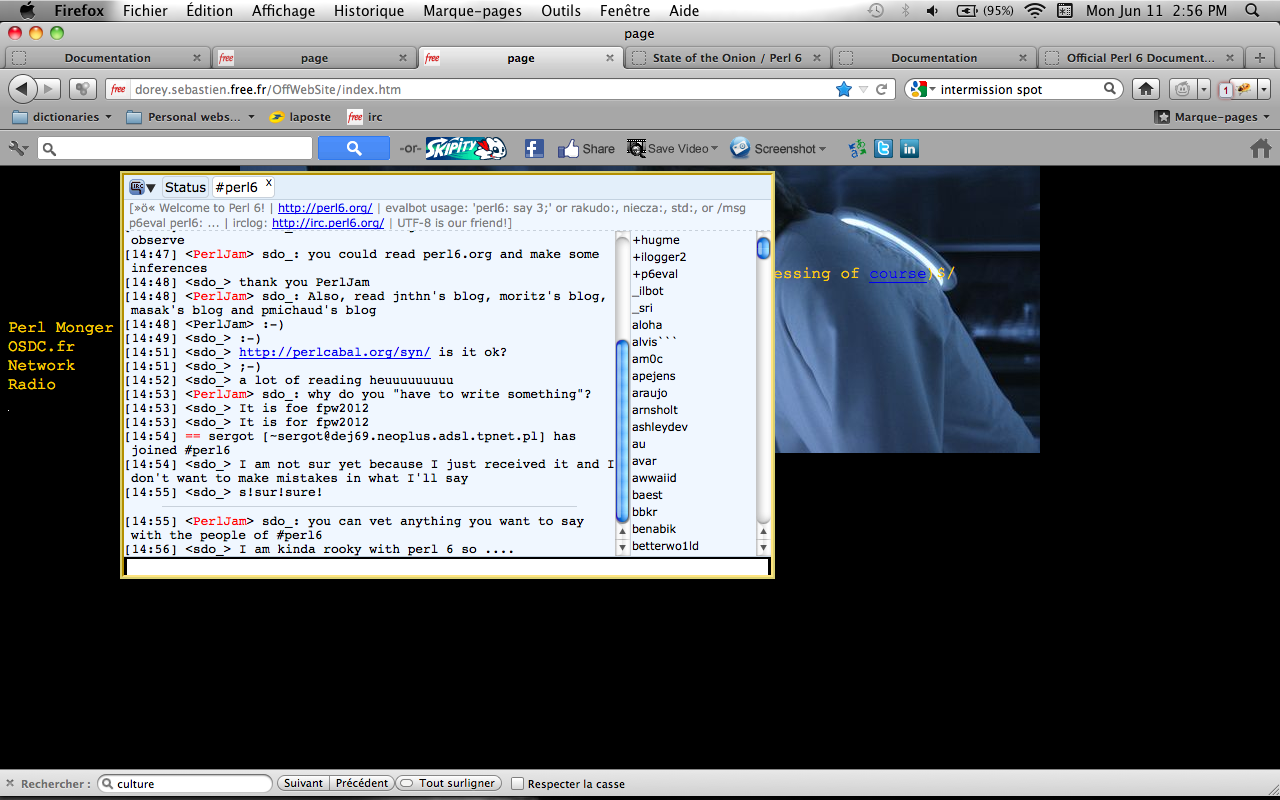 Firefox Fichier Édition Affichage Historique Marque-pages Outils Fenêtre Aide (95%) Mon Jun 11 2:56 PM
page
Documentation
free page
free page
State of the Onion / Perl 6
Documentation
Official Perl 6 Document...
free dorey.sebastien.free.fr/OffWebSite/index.htm
intermission spot
1
dictionaries
Personal webs...
laposte
free irc
Marque-pages
-or- SKIPITY
Share
Save Video
Screenshot
IRC Status #perl6 x
[»ö« Welcome to Perl 6! | http://perl6.org/ | evalbot usage: 'perl6: say 3;' or rakudo:, niecza:, std:, or /msg
p6eval perl6: ... | irclog: http://irc.perl6.org/ | UTF-8 is our friend!]
observe
[14:47] <PerlJam> sdo_: you could read perl6.org and make some
inferences
[14:48] <sdo_> thank you PerlJam
[14:48] <PerlJam> sdo_: Also, read jnthn's blog, moritz's blog,
masak's blog and pmichaud's blog
[14:48] <PerlJam> :-)
[14:49] <sdo_> :-)
[14:51] <sdo_> http://perlcabal.org/syn/ is it ok?
[14:51] <sdo_> ;-)
[14:52] <sdo_> a lot of reading heuuuuuuuuu
[14:53] <PerlJam> sdo_: why do you "have to write something"?
[14:53] <sdo_> It is foe fpw2012
[14:53] <sdo_> It is for fpw2012
[14:54] == sergot [~sergot@dej69.neoplus.adsl.tpnet.pl] has
joined #perl6
[14:54] <sdo_> I am not sur yet because I just received it and I
don't want to make mistakes in what I'll say
[14:55] <sdo_> s!sur!sure!
[14:55] <PerlJam> sdo_: you can vet anything you want to say
with the people of #perl6
[14:56] <sdo_> I am kinda rooky with perl 6 so ....
+hugme
+ilogger2
+p6eval
_ilbot
_sri
aloha
alvis```
am0c
apejens
araujo
arnsholt
ashleydev
au
avar
awwaiid
baest
bbkr
benabik
betterwo1ld
essing of course)$/
Perl Monger
OSDC.fr
Network
Radio
Rechercher : culture Suivant Précédent Tout surligner Respecter la casse